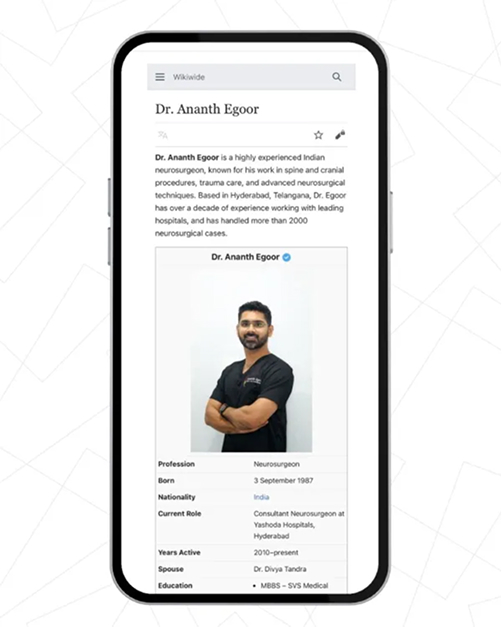 Wikiwide
Dr. Ananth Egoor
Dr. Ananth Egoor is a highly experienced Indian
neurosurgeon, known for his work in spine and cranial
procedures, trauma care, and advanced neurosurgical
techniques. Based in Hyderabad, Telangana, Dr. Egoor
has over a decade of experience working with leading
hospitals, and has handled more than 2000
neurosurgical cases.
Dr. Ananth Egoor
Profession Neurosurgeon
Born 3 September 1987
Nationality India
Current Role Consultant Neurosurgeon at
Yashoda Hospitals,
Hyderabad
Years Active 2010–present
Spouse Dr. Divya Tandra
Education • MBBS – SVS Medical